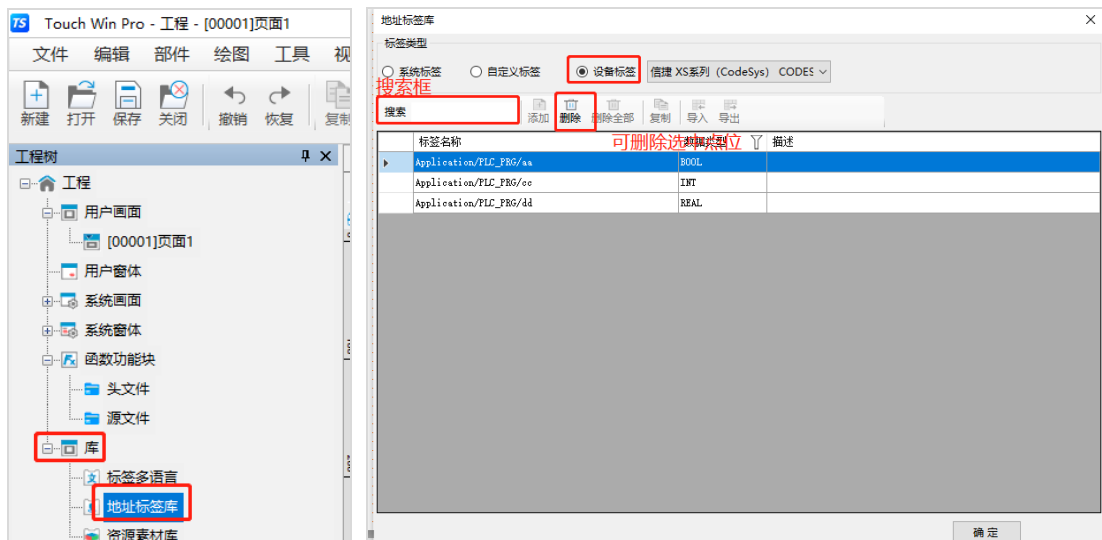 Touch Win Pro - 工程 - [00001]页面1
文件 编辑 部件 绘图 工具 视
新建 打开 保存 关闭 撤销 恢复 复制
工程树
工程
用户画面
[00001]页面1
用户窗体
系统画面
系统窗体
函数功能块
头文件
源文件
库
标签多语言
地址标签库
资源素材库
地址标签库
标签类型
系统标签 自定义标签 设备标签 信捷 XS系列 (CodeSys) CODES
搜索框
搜索 添加 删除 删除全部 复制 导入 导出
可删除选中点位
标签名称 数据类型 描述
Application/PLC_PRG/aa BOOL
Application/PLC_PRG/cc INT
Application/PLC_PRG/dd REAL
确定